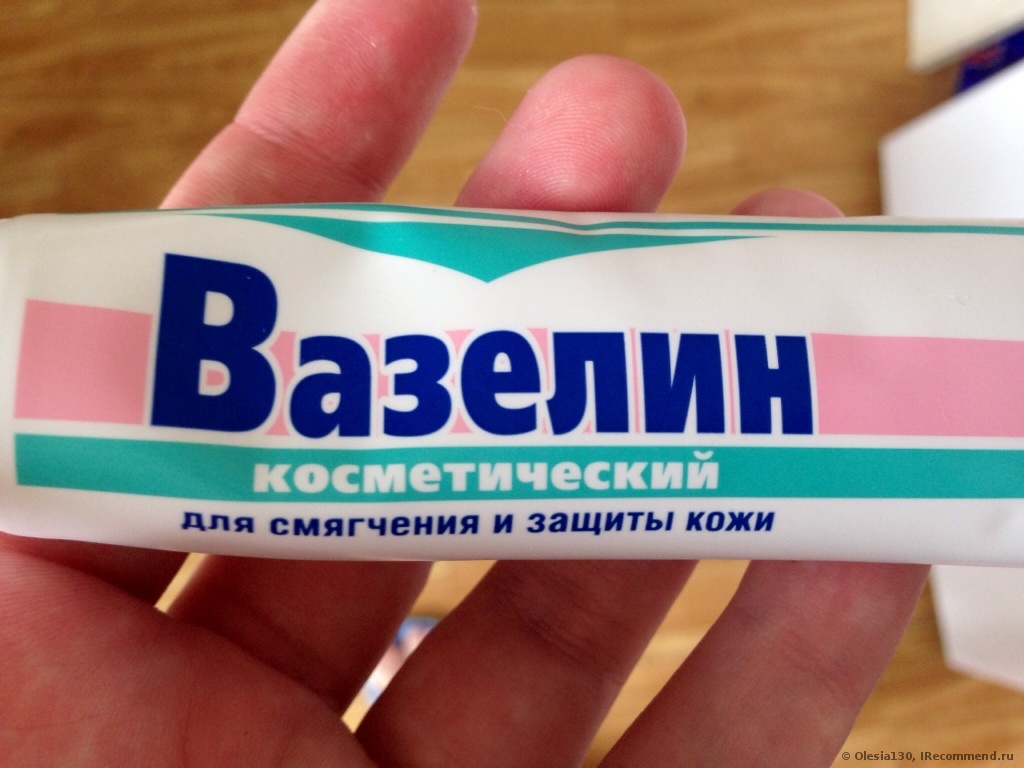 Вазелин
косметический
для смягчения и защиты кожи
© Olesia130, IRecommend.ru